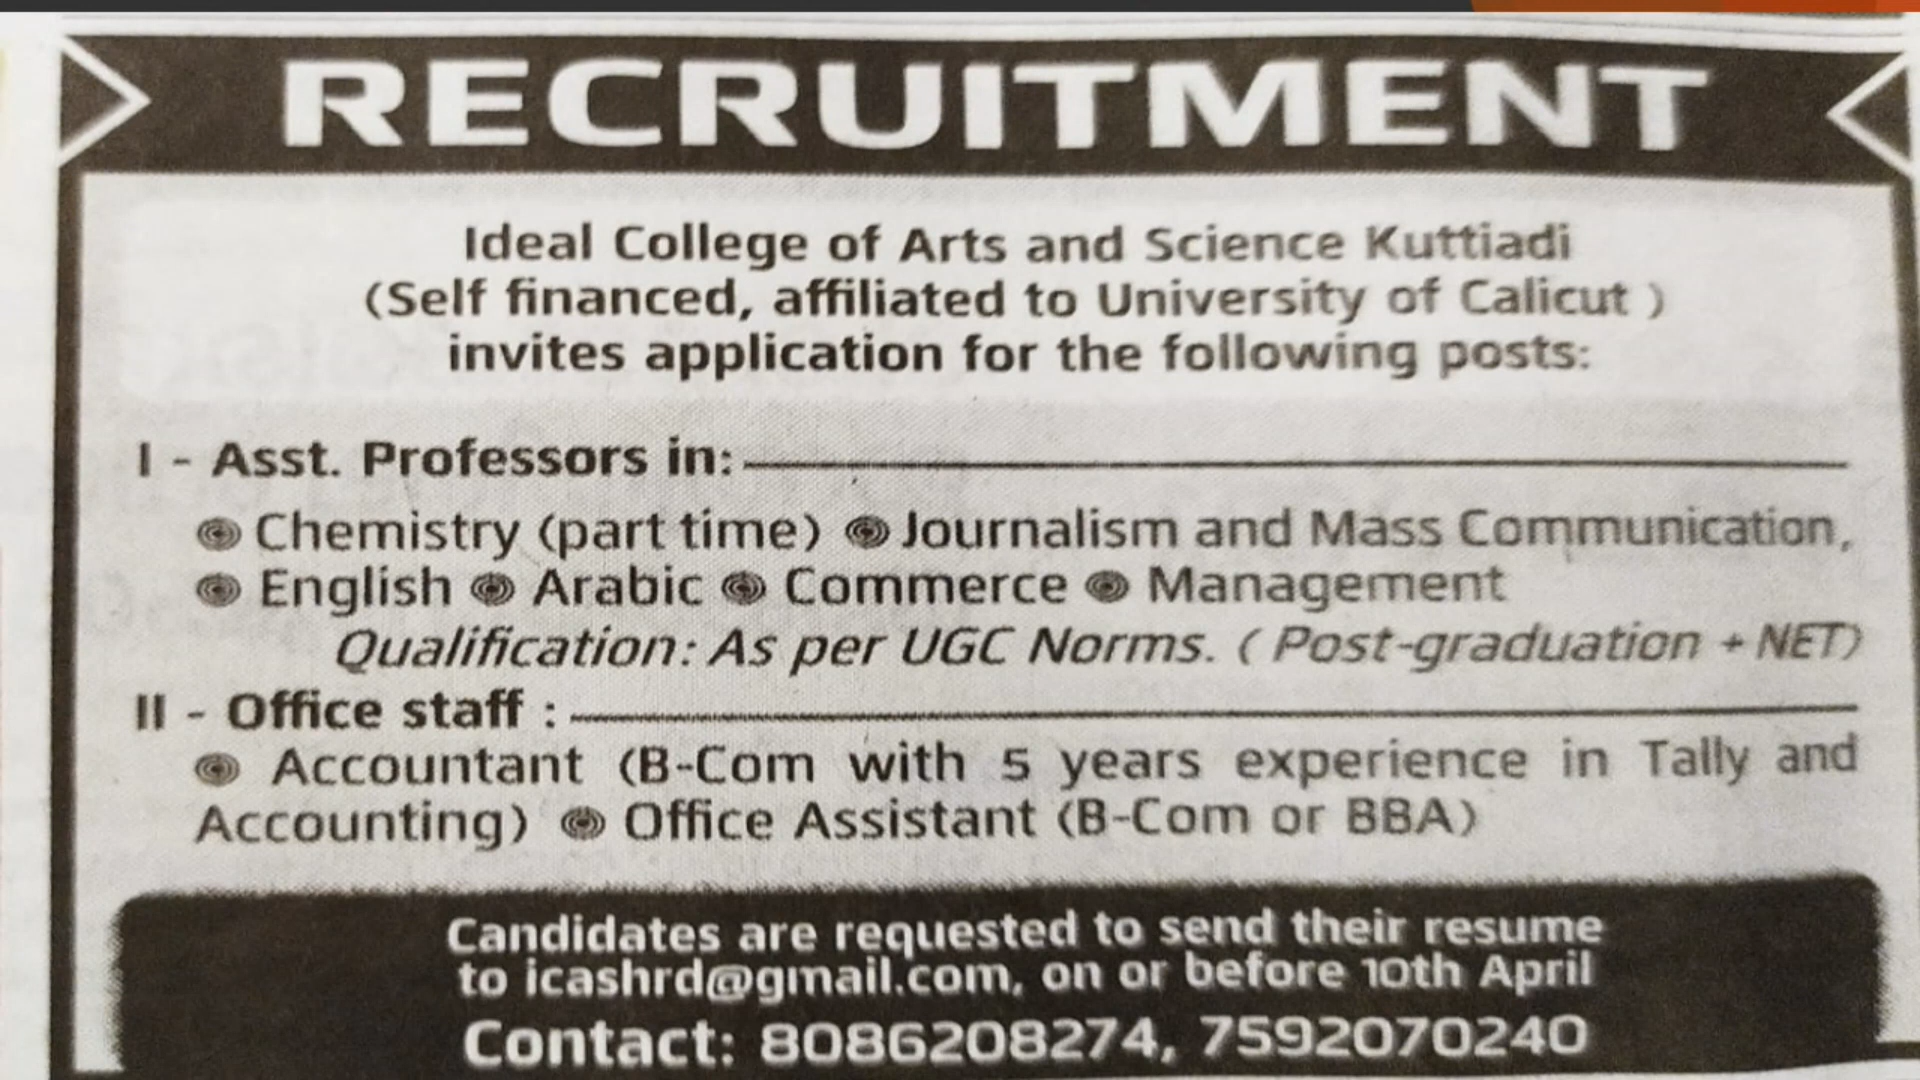 RECRUITMENT
Ideal College of Arts and Science Kuttiadi
(Self financed, affiliated to University of Calicut )
invites application for the following posts:
I - Asst. Professors in:
Chemistry (part time) Journalism and Mass Communication,
English Arabic Commerce Management
Qualification: As per UGC Norms. ( Post-graduation + NET)
II - Office staff :
Accountant (B-Com with 5 years experience in Tally and
Accounting) Office Assistant (B-Com or BBA)
Candidates are requested to send their resume
to icashrd@gmail.com, on or before 10th April
Contact: 8086208274, 7592070240